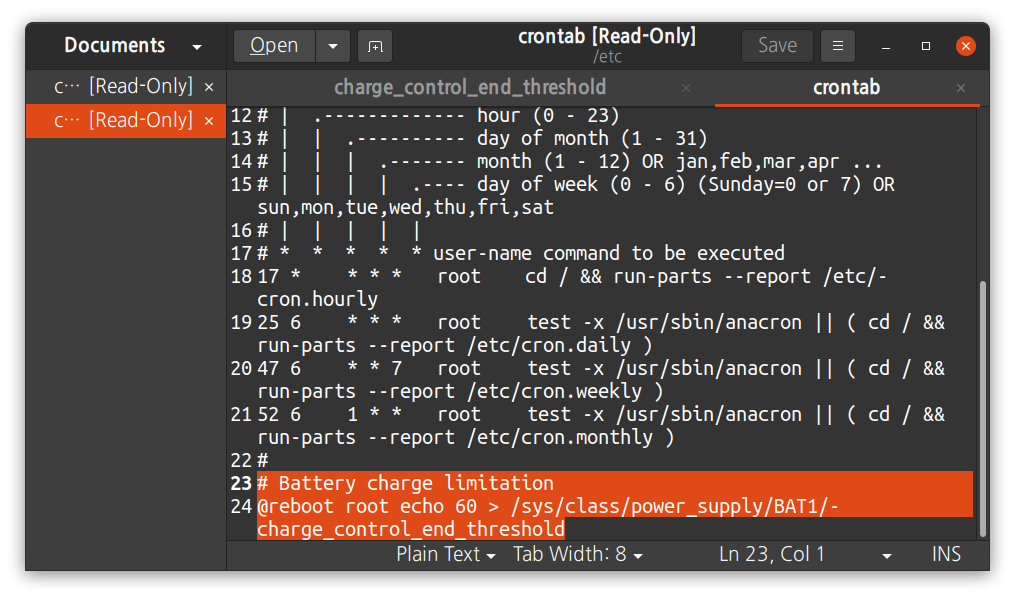 Documents
Open
crontab [Read-Only]
/etc
Save
c… [Read-Only]
c… [Read-Only]
charge_control_end_threshold
crontab
12 # |  .------------- hour (0 - 23)
13 # |  |  .---------- day of month (1 - 31)
14 # |  |  |  .------- month (1 - 12) OR jan,feb,mar,apr ...
15 # |  |  |  |  .---- day of week (0 - 6) (Sunday=0 or 7) OR
sun,mon,tue,wed,thu,fri,sat
16 # |  |  |  |  |
17 # *  *  *  *  * user-name command to be executed
18 17 *    * * *   root    cd / && run-parts --report /etc/-
cron.hourly
19 25 6    * * *   root    test -x /usr/sbin/anacron || ( cd / &&
run-parts --report /etc/cron.daily )
20 47 6    * * 7   root    test -x /usr/sbin/anacron || ( cd / &&
run-parts --report /etc/cron.weekly )
21 52 6    1 * *   root    test -x /usr/sbin/anacron || ( cd / &&
run-parts --report /etc/cron.monthly )
22 #
23 # Battery charge limitation
24 @reboot root echo 60 > /sys/class/power_supply/BAT1/-
charge_control_end_threshold
Plain Text
Tab Width: 8
Ln 23, Col 1
INS